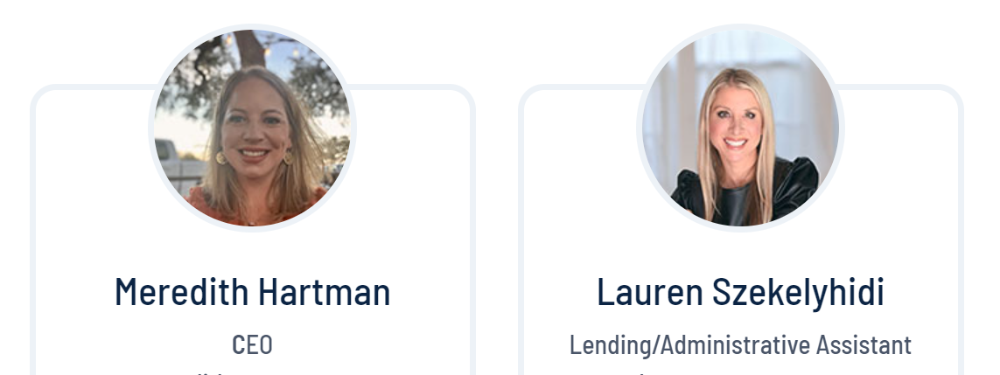 Meredith Hartman
CEO
Lauren Szekelyhidi
Lending/Administrative Assistant